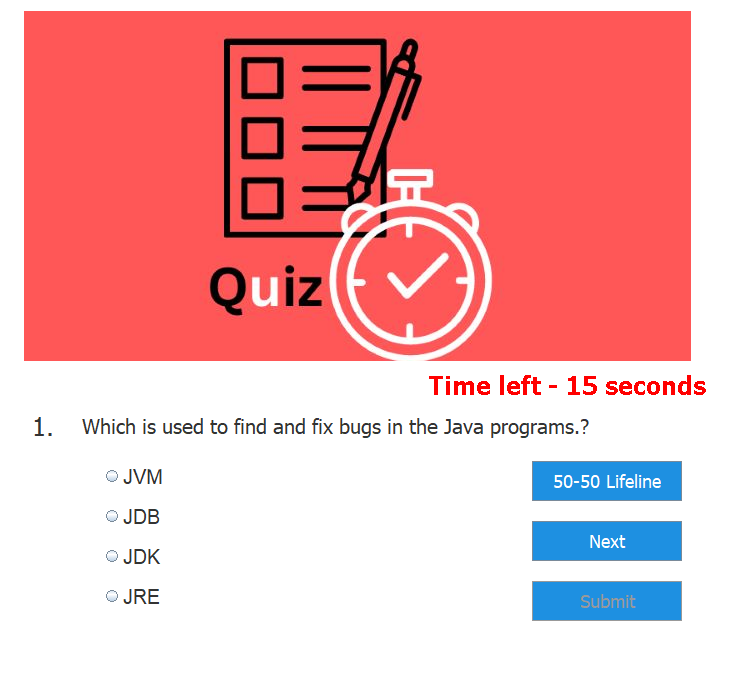 Quiz
Time left - 15 seconds
1. Which is used to find and fix bugs in the Java programs.?
JVM
50-50 Lifeline
JDB
Next
JDK
JRE
Submit